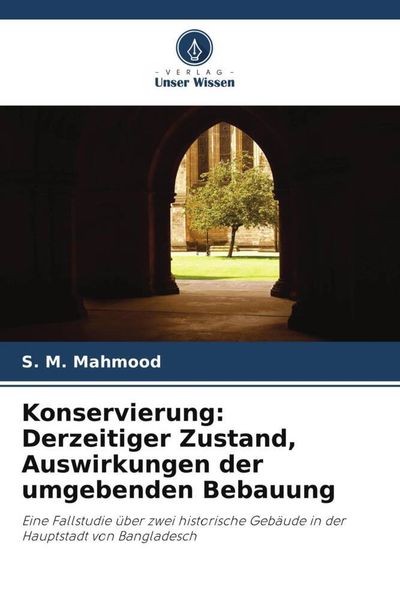 - VERLAG -
Unser Wissen
S. M. Mahmood
Konservierung:
Derzeitiger Zustand,
Auswirkungen der
umgebenden Bebauung
Eine Fallstudie über zwei historische Gebäude in der
Hauptstadt von Bangladesch